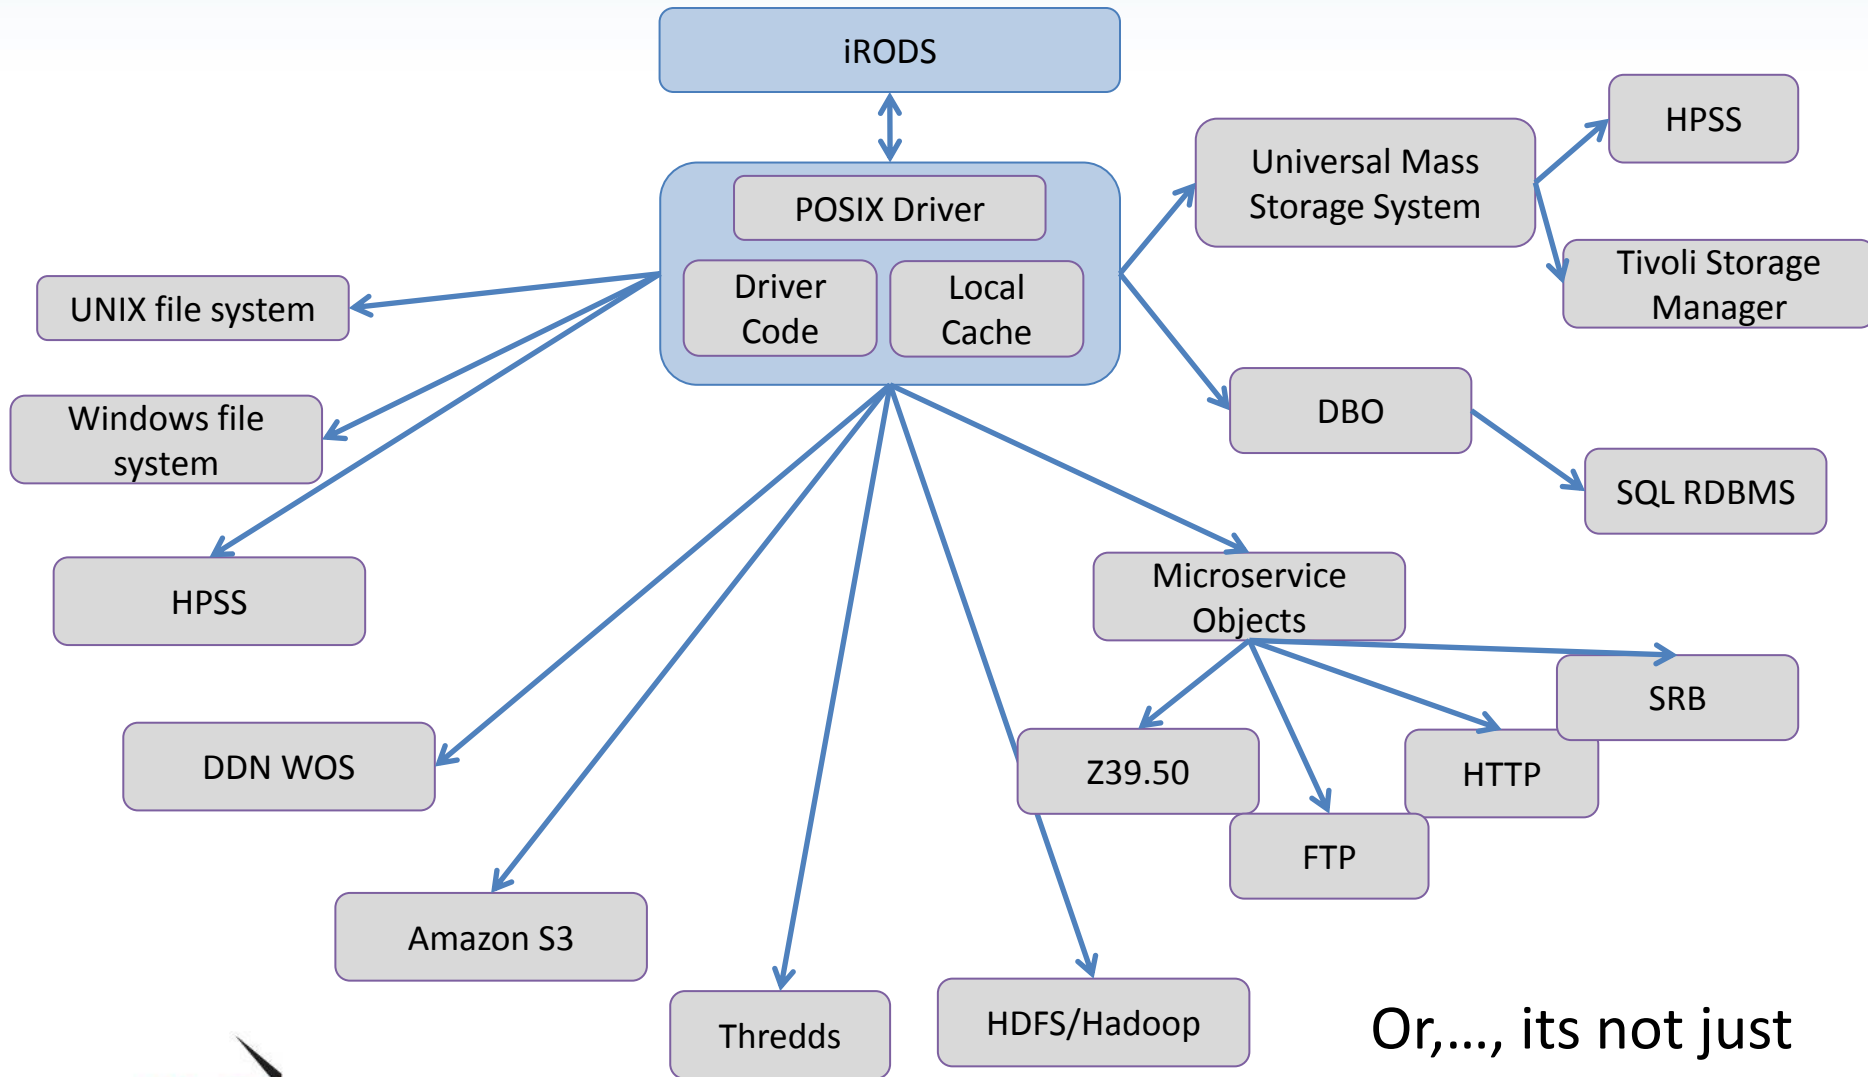 iRODS
HPSS
Universal Mass
Storage System
POSIX Driver
Driver
Code
Local
Cache
Tivoli Storage
Manager
UNIX file system
DBO
Windows file
system
SQL RDBMS
HPSS
Microservice
Objects
SRB
DDN WOS
Z39.50
HTTP
FTP
Amazon S3
Thredds
HDFS/Hadoop
Or,..., its not just